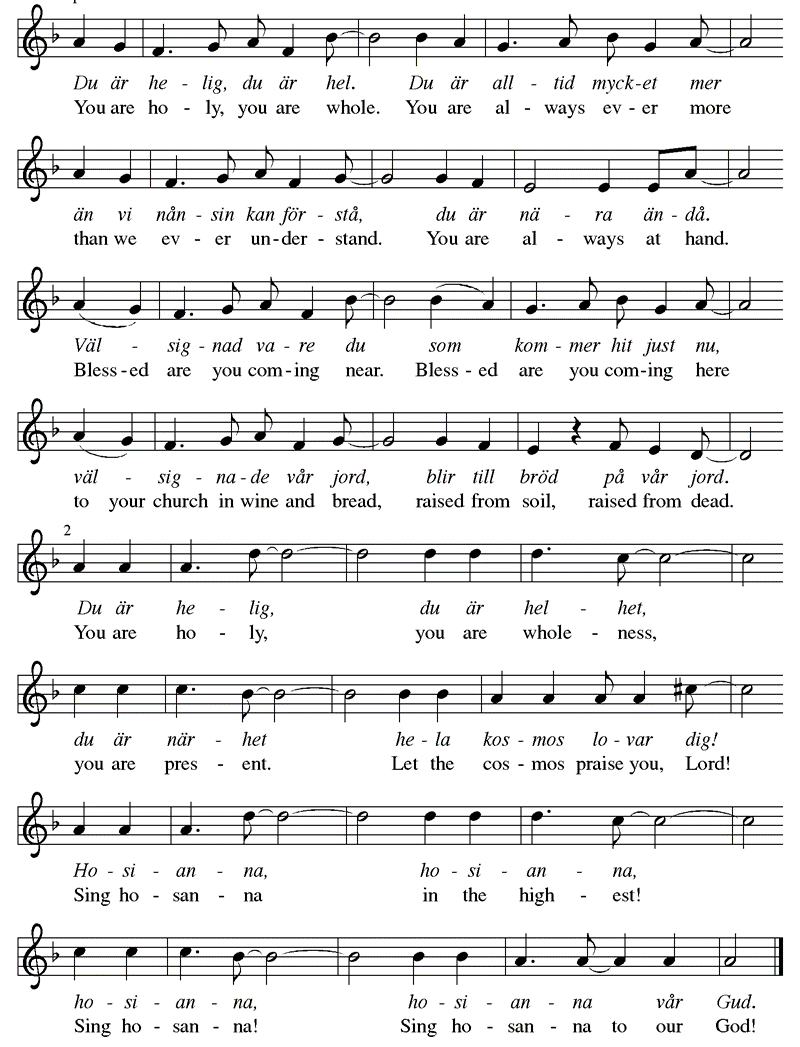 Du är he - lig, du är hel. Du är all - tid myck-et mer
You are ho - ly, you are whole. You are al - ways ev - er more
än vi nån - sin kan för - stå, du är nä - ra än - då.
than we ev - er un-der - stand. You are al - ways at hand.
Väl - sig - nad va - re du som kom - mer hit just nu,
Bless - ed are you com - ing near. Bless - ed are you com - ing here
väl - sig - na - de vår jord, blir till bröd på vår jord.
to your church in wine and bread, raised from soil, raised from dead.
2
Du är he - lig, du är hel - het,
You are ho - ly, you are whole - ness,
du är när - het he - la kos - mos lo - var dig!
you are pres - ent. Let the cos - mos praise you, Lord!
Ho - si - an - na, ho - si - an - na,
Sing ho - san - na in the high - est!
ho - si - an - na, ho - si - an - na vår Gud.
Sing ho - san - na! Sing ho - san - na to our God!